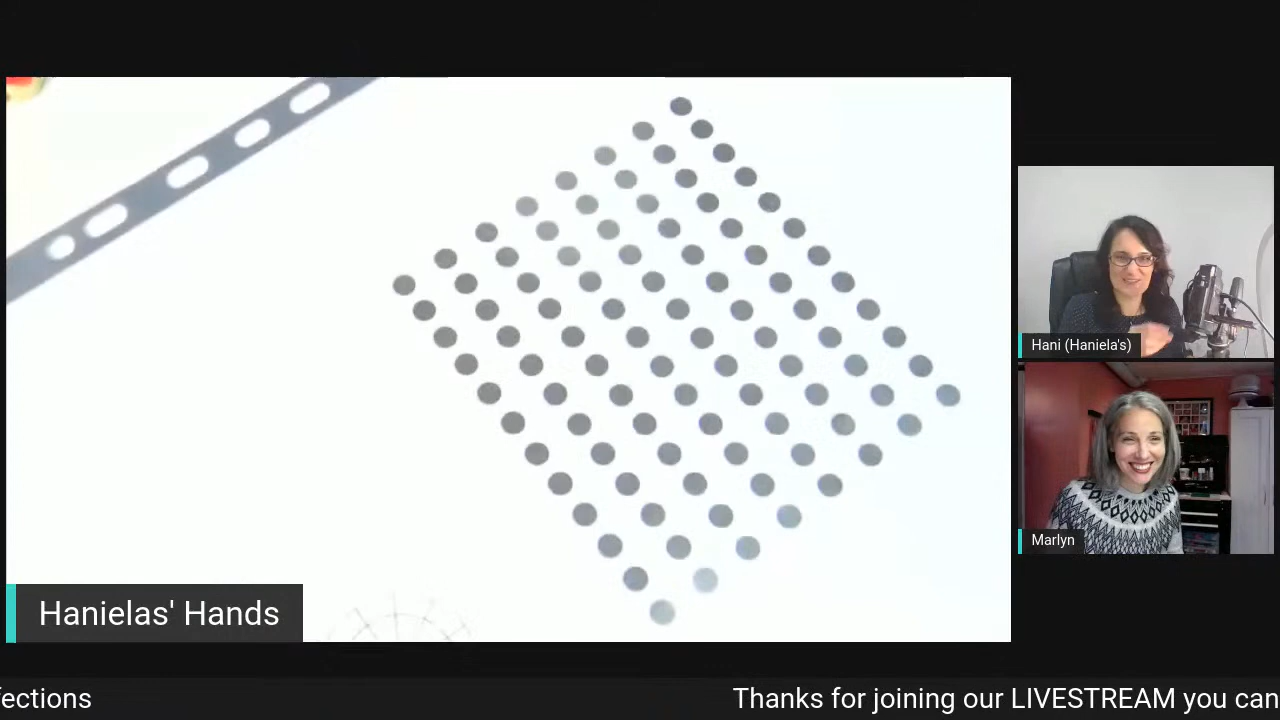 Hani (Haniela's)
Marlyn
Hanielas' Hands
fections
Thanks for joining our LIVESTREAM you can